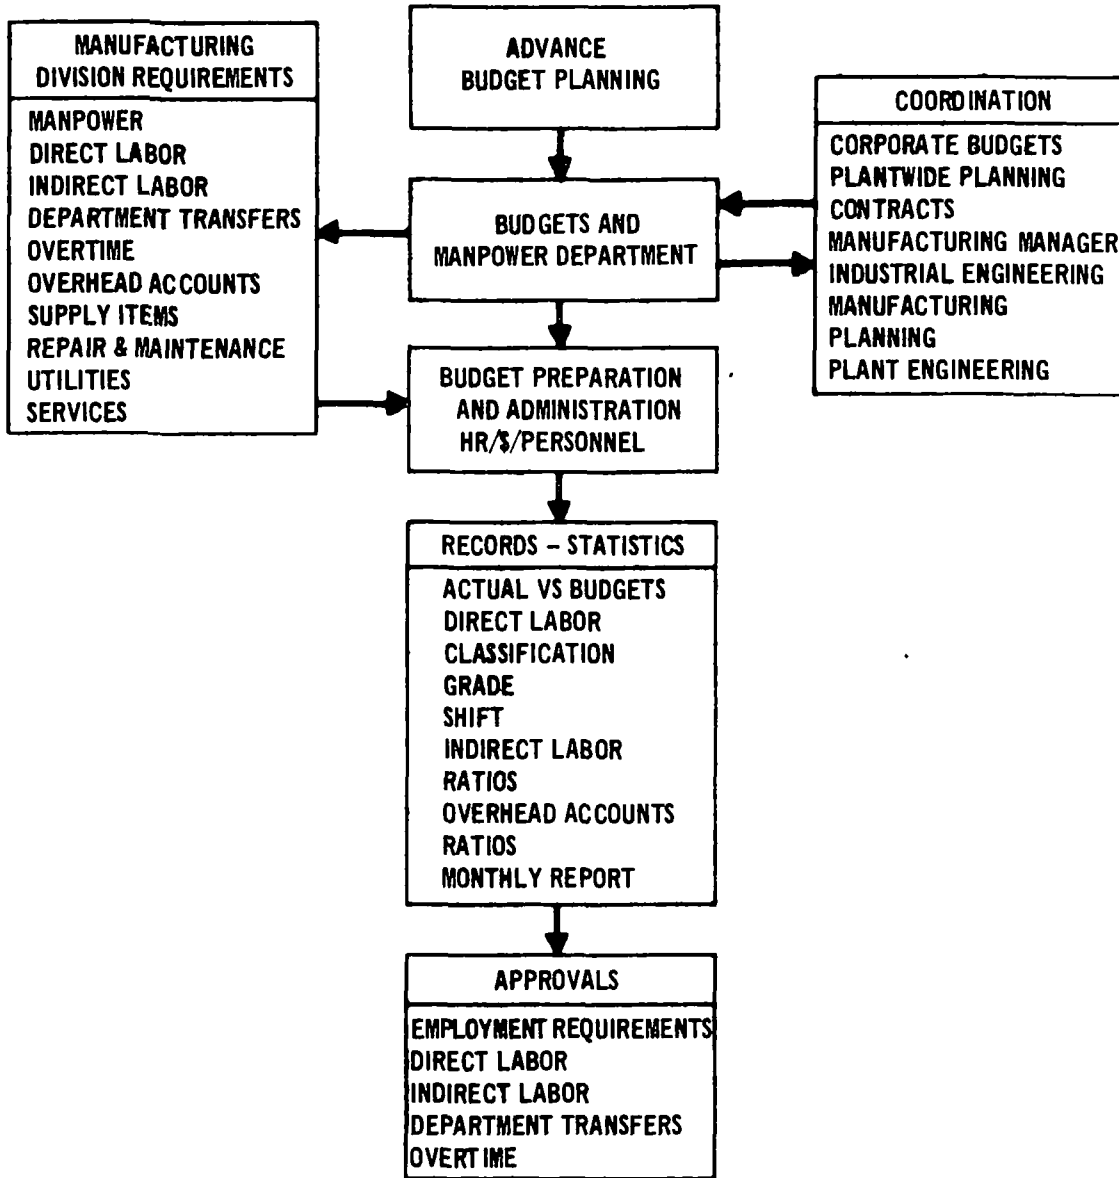 MANUFACTURING
DIVISION REQUIREMENTS
MANPOWER
DIRECT LABOR
INDIRECT LABOR
DEPARTMENT TRANSFERS
OVERTIME
OVERHEAD ACCOUNTS
SUPPLY ITEMS
REPAIR & MAINTENANCE
UTILITIES
SERVICES
ADVANCE
BUDGET PLANNING
BUDGETS AND
MANPOWER DEPARTMENT
COORDINATION
CORPORATE BUDGETS
PLANTWIDE PLANNING
CONTRACTS
MANUFACTURING MANAGER
INDUSTRIAL ENGINEERING
MANUFACTURING
PLANNING
PLANT ENGINEERING
BUDGET PREPARATION
AND ADMINISTRATION
HR/$/PERSONNEL
RECORDS – STATISTICS
ACTUAL VS BUDGETS
DIRECT LABOR
CLASSIFICATION
GRADE
SHIFT
INDIRECT LABOR
RATIOS
OVERHEAD ACCOUNTS
RATIOS
MONTHLY REPORT
APPROVALS
EMPLOYMENT REQUIREMENTS
DIRECT LABOR
INDIRECT LABOR
DEPARTMENT TRANSFERS
OVERTIME